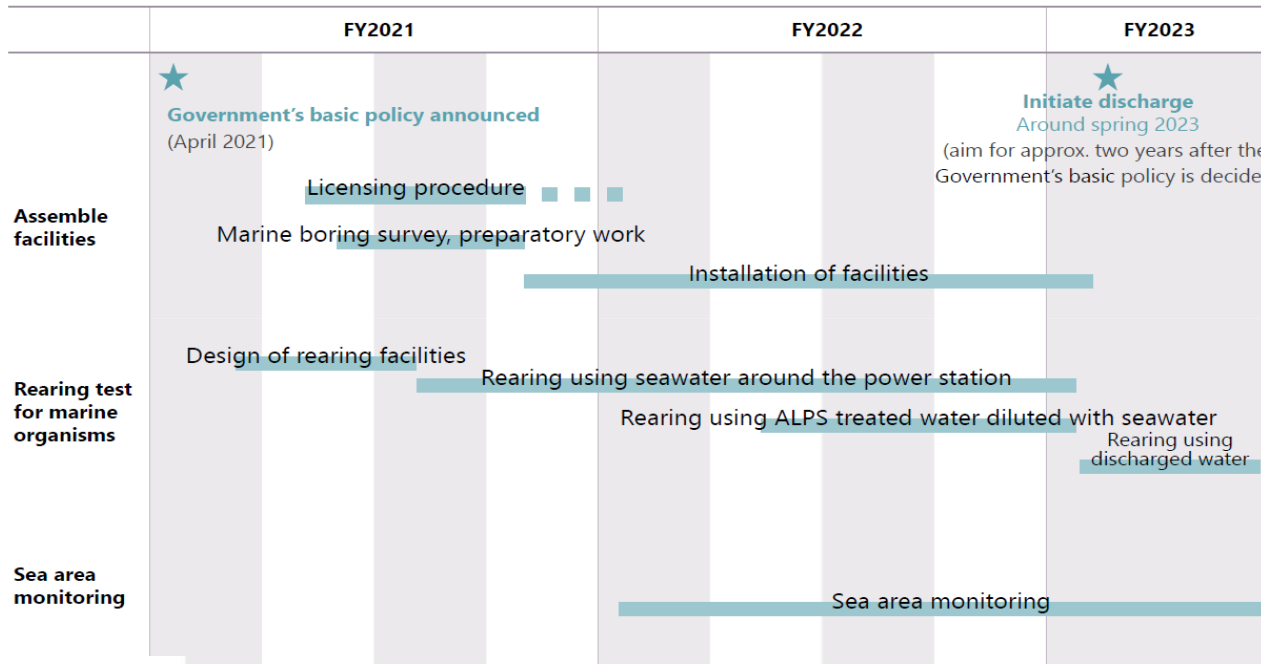 FY2021 FY2022 FY2023
Government's basic policy announced
(April 2021)
Initiate discharge
Around spring 2023
(aim for approx. two years after the
Government's basic policy is decide
Assemble
facilities
Licensing procedure
Marine boring survey, preparatory work
Installation of facilities
Rearing test
for marine
organisms
Design of rearing facilities
Rearing using seawater around the power station
Rearing using ALPS treated water diluted with seawater
Rearing using
discharged water
Sea area
monitoring
Sea area monitoring